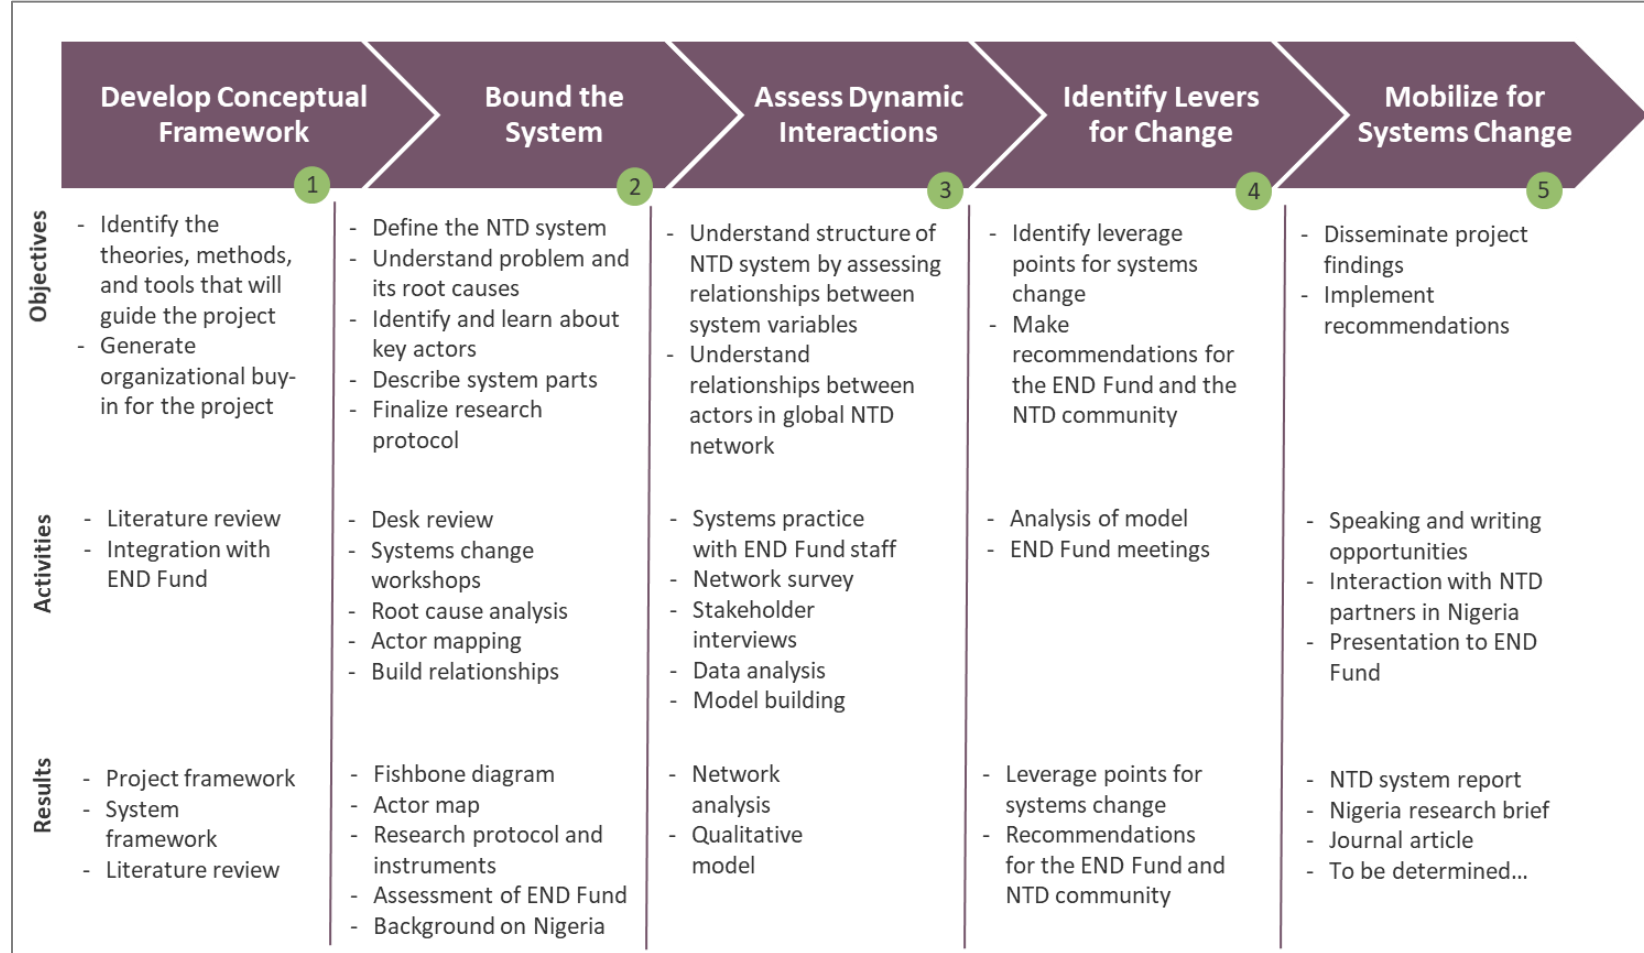 Develop Conceptual
Framework
1
Bound the
System
2
Assess Dynamic
Interactions
3
Identify Levers
for Change
4
Mobilize for
Systems Change
5
Objectives
- Identify the
theories, methods,
and tools that will
guide the project
- Generate
organizational buy-
in for the project
- Define the NTD system
- Understand problem and
its root causes
- Identify and learn about
key actors
- Describe system parts
- Finalize research
protocol
- Understand structure of
NTD system by assessing
relationships between
system variables
- Understand
relationships between
actors in global NTD
network
- Identify leverage
points for systems
change
- Make
recommendations for
the END Fund and the
NTD community
- Disseminate project
findings
- Implement
recommendations
Activities
- Literature review
- Integration with
END Fund
- Desk review
- Systems change
workshops
- Root cause analysis
- Actor mapping
- Build relationships
- Systems practice
with END Fund staff
- Network survey
- Stakeholder
interviews
- Data analysis
- Model building
- Analysis of model
- END Fund meetings
- Speaking and writing
opportunities
- Interaction with NTD
partners in Nigeria
- Presentation to END
Fund
Results
- Project framework
- System
framework
- Literature review
- Fishbone diagram
- Actor map
- Research protocol and
instruments
- Assessment of END Fund
- Background on Nigeria
- Network
analysis
- Qualitative
model
- Leverage points for
systems change
- Recommendations
for the END Fund and
NTD community
- NTD system report
- Nigeria research brief
- Journal article
- To be determined...